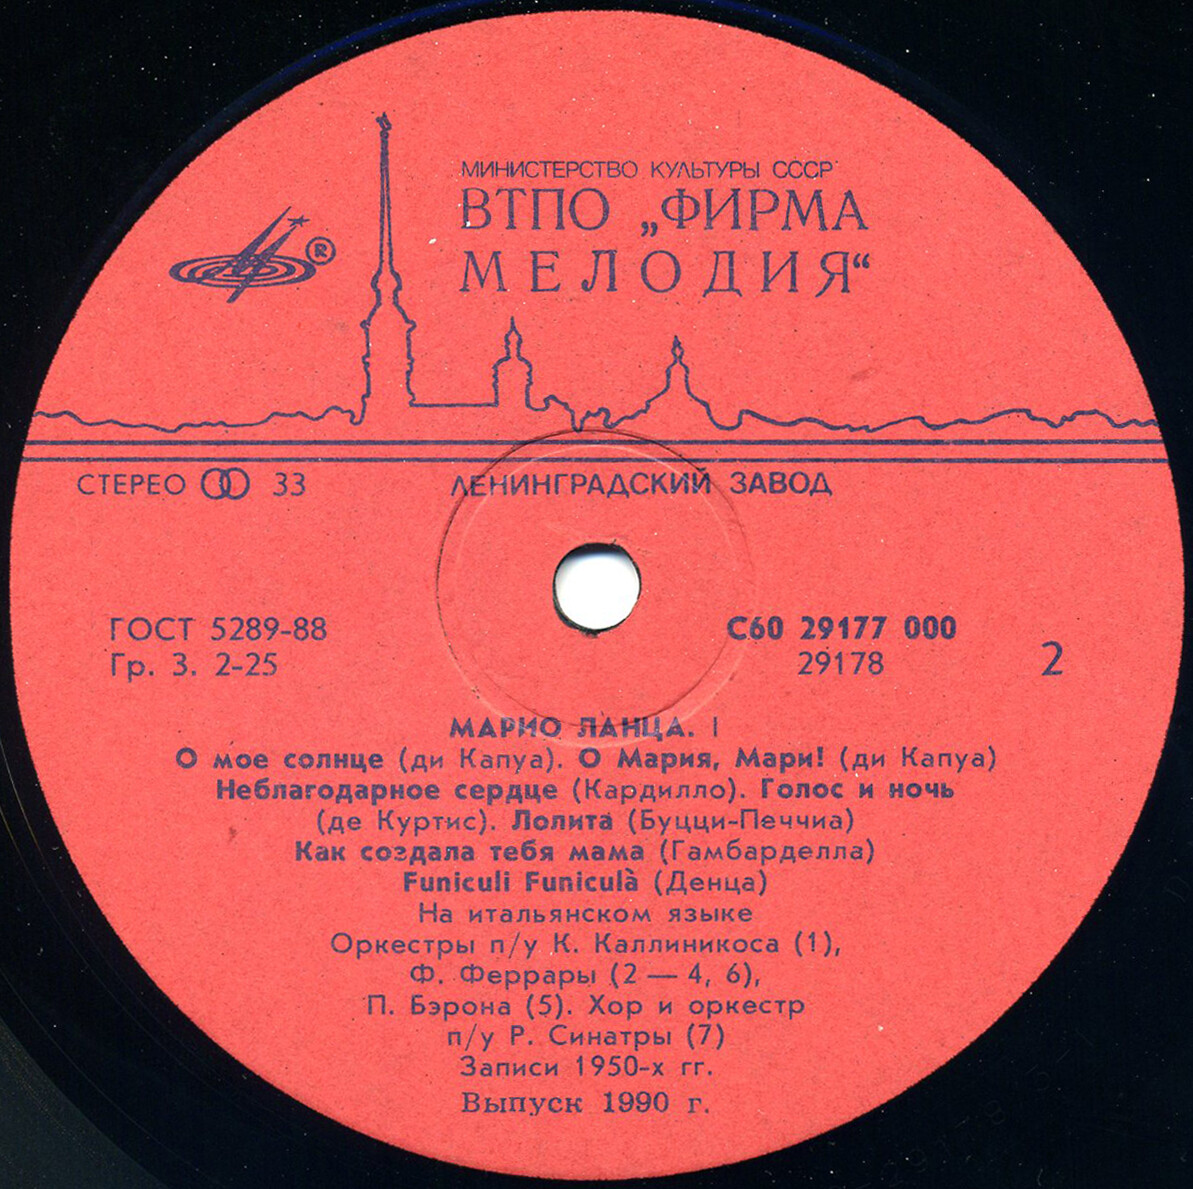 МИНИСТЕРСТВО КУЛЬТУРЫ СССР
ВТПО „ФИРМА
МЕЛОДИЯ“
®
СТЕРЕО 33
ЛЕНИНГРАДСКИЙ ЗАВОД
ГОСТ 5289-88
Гр. 3. 2-25
С60 29177 000
29178
2
МАРИО ЛАНЦА. I
О мое солнце (ди Капуа). О Мария, Мари! (ди Капуа)
Неблагодарное сердце (Кардилло). Голос и ночь
(де Куртис). Лолита (Буцци-Печчиа)
Как создала тебя мама (Гамбарделла)
Funiculi Funiculà (Денца)
На итальянском языке
Оркестры п/у К. Каллиникоса (1),
Ф. Феррары (2 — 4, 6),
П. Бэрона (5). Хор и оркестр
п/у Р. Синатры (7)
Записи 1950-х гг.
Выпуск 1990 г.